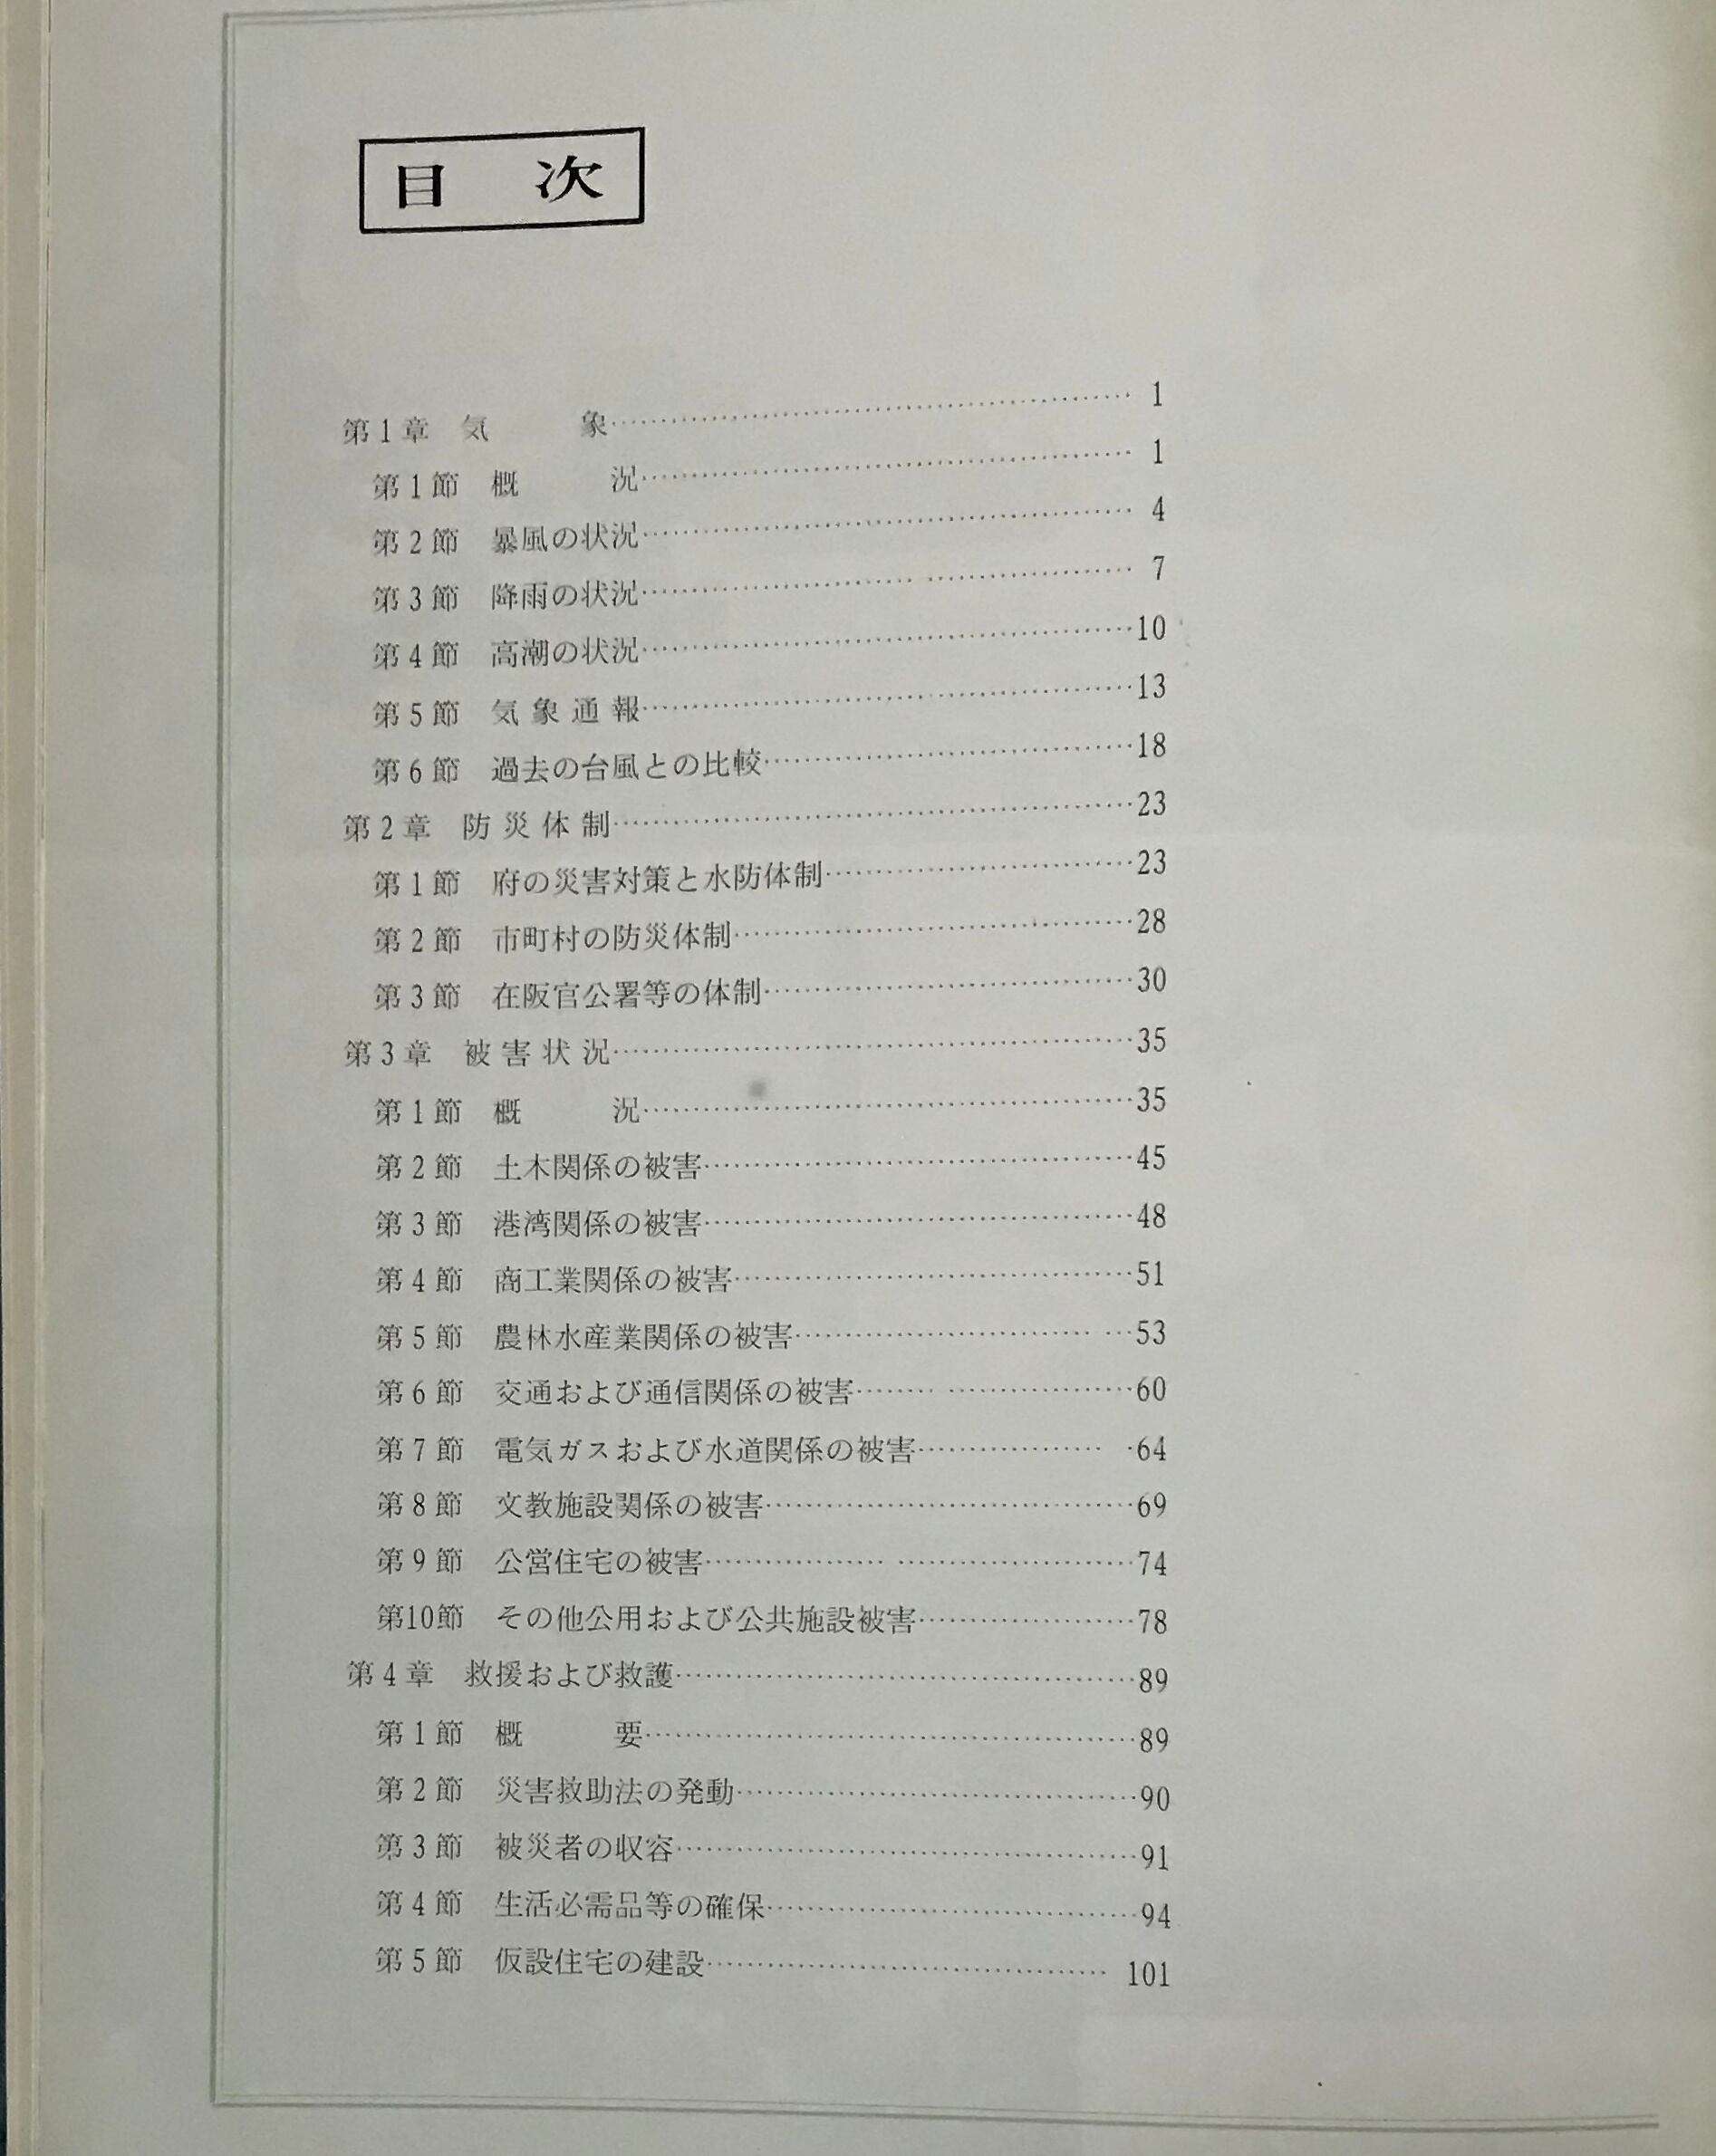 目　次
第1章　気　　　象…………………… 1
第1節　概　　　況…………………… 1
第2節　暴風の状況…………………… 4
第3節　降雨の状況…………………… 7
第4節　高潮の状況……………………10
第5節　気 象 通 報……………………13
第6節　過去の台風との比較……………………18
第2章　防 災 体 制……………………23
第1節　府の災害対策と水防体制……………………23
第2節　市町村の防災体制……………………28
第3節　在阪官公署等の体制……………………30
第3章　被 害 状 況……………………35
第1節　概　　　況……………………35
第2節　土木関係の被害……………………45
第3節　港湾関係の被害……………………48
第4節　商工業関係の被害……………………51
第5節　農林水産業関係の被害……………………53
第6節　交通および通信関係の被害……………………60
第7節　電気ガスおよび水道関係の被害……………………64
第8節　文教施設関係の被害……………………69
第9節　公営住宅の被害……………………74
第10節　その他公用および公共施設被害……………………78
第4章　救援および救護……………………89
第1節　概　　　要……………………89
第2節　災害救助法の発動……………………90
第3節　被災者の収容……………………91
第4節　生活必需品等の確保……………………94
第5節　仮設住宅の建設…………………… 101